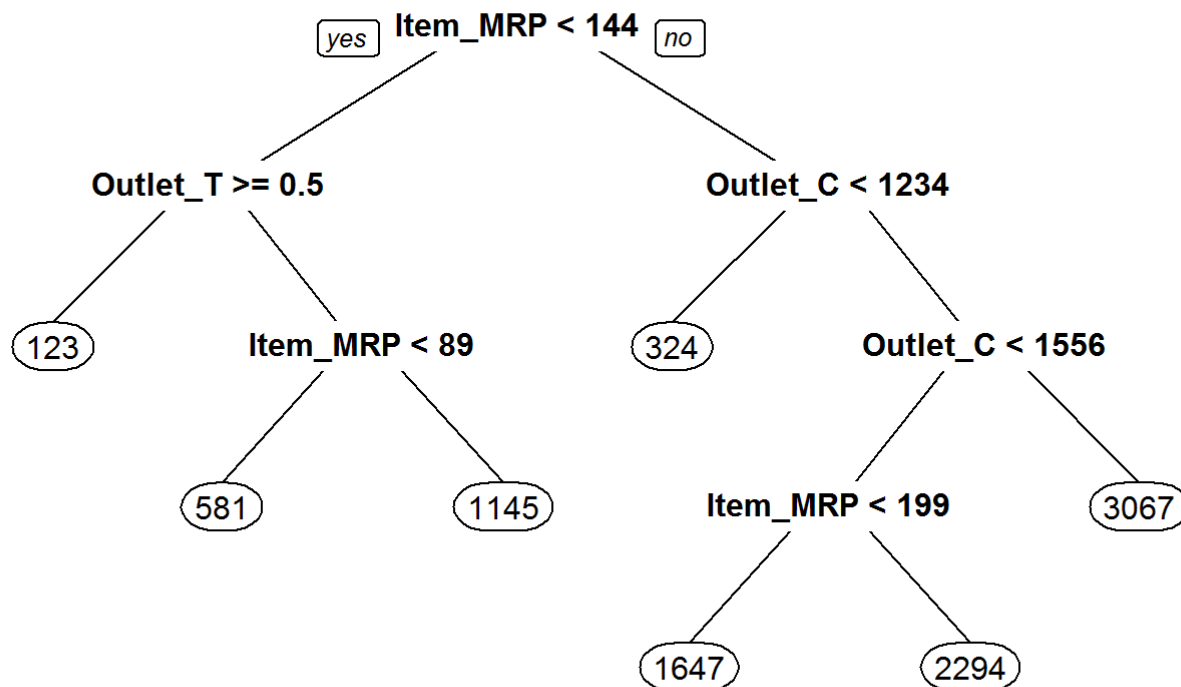 yes Item_MRP < 144 no
Outlet_T >= 0.5 Outlet_C < 1234
123 Item_MRP < 89 324 Outlet_C < 1556
581 1145 Item_MRP < 199 3067
1647 2294